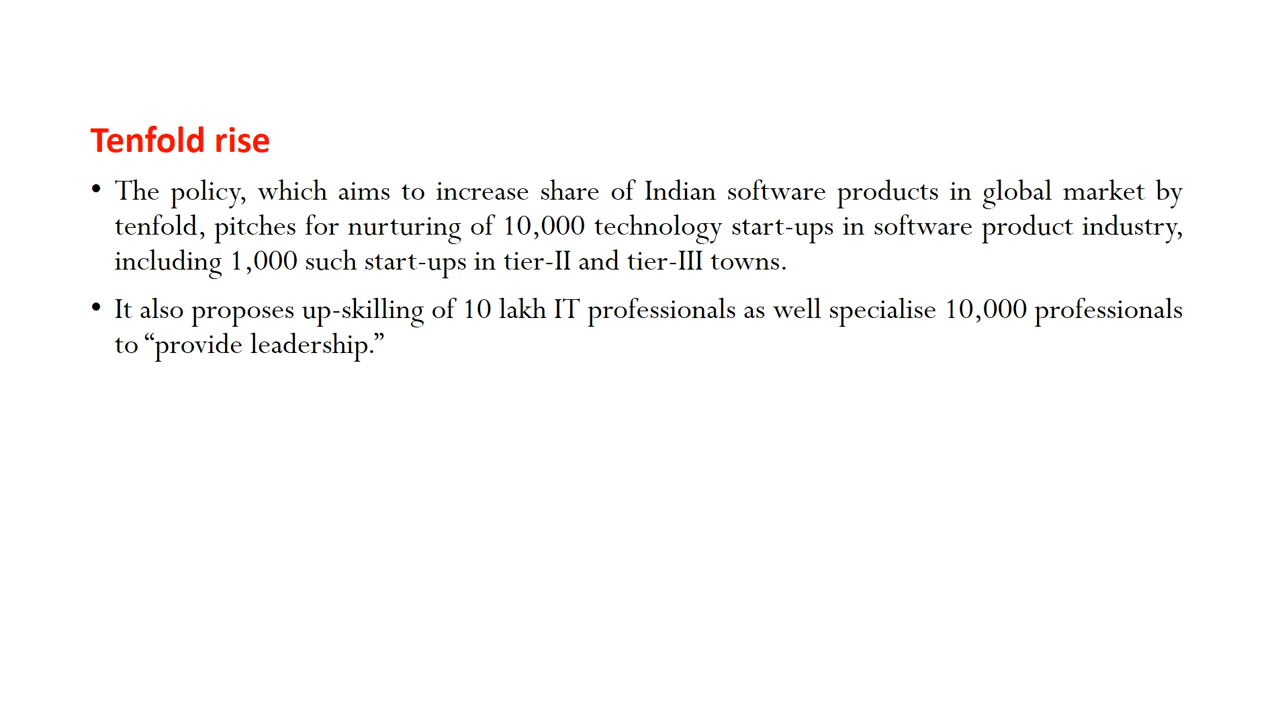 Tenfold rise
• The policy, which aims to increase share of Indian software products in global market by
tenfold, pitches for nurturing of 10,000 technology start-ups in software product industry,
including 1,000 such start-ups in tier-II and tier-III towns.
• It also proposes up-skilling of 10 lakh IT professionals as well specialise 10,000 professionals
to “provide leadership.”